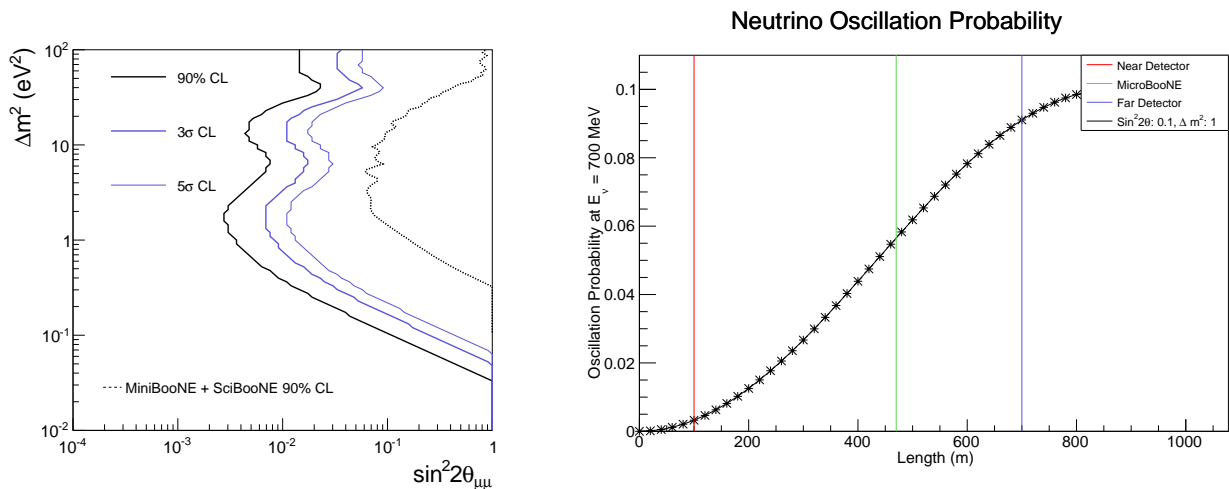 Δm² (eV²)
10²
10
1
10⁻¹
10⁻²
10⁻⁴
10⁻³
10⁻²
10⁻¹
1
sin²2θμμ
90% CL
3σ CL
5σ CL
MiniBooNE + SciBooNE 90% CL
Neutrino Oscillation Probability
Oscillation Probability at E ν = 700 MeV
0.1
0.08
0.06
0.04
0.02
0
0
200
400
600
800
1000
Length (m)
Near Detector
MicroBooNE
Far Detector
Sin²2θ: 0.1, Δ m²: 1